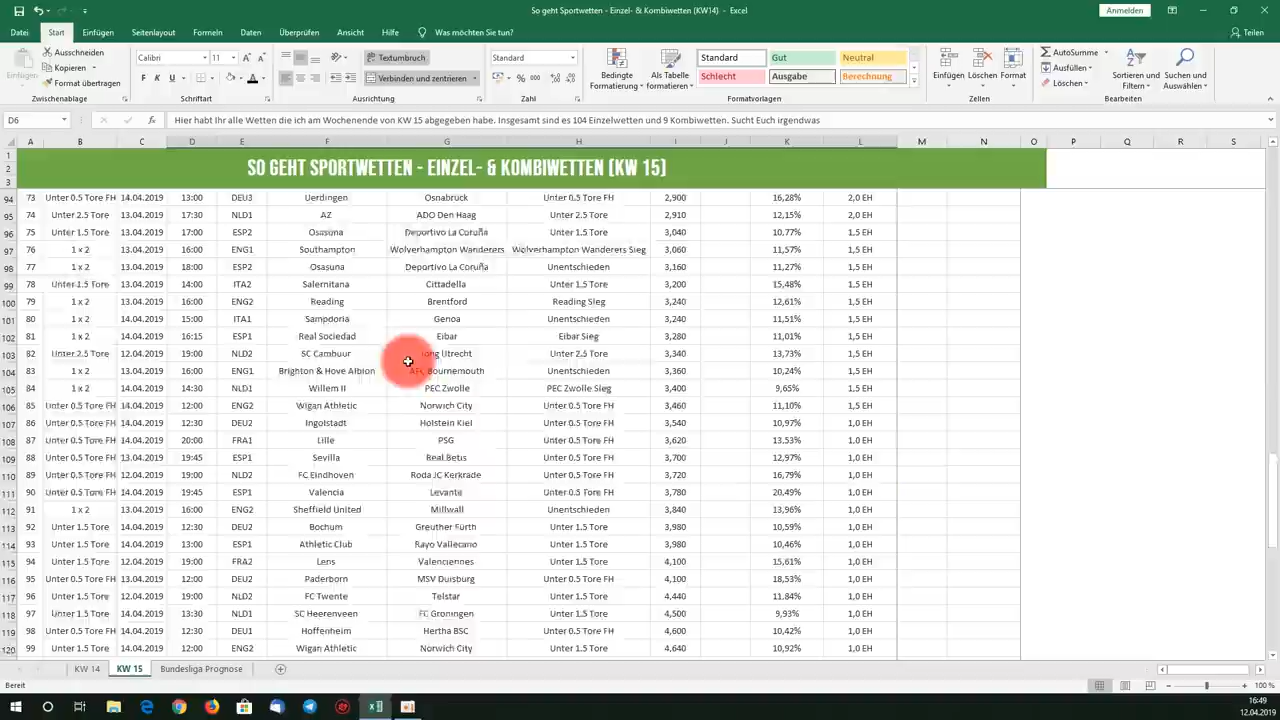 So geht Sportwetten - Einzel- & Kombiwetten (KW14) - Excel
Anmelden
Datei Start Einfügen Seitenlayout Formeln Daten Überprüfen Ansicht Hilfe Was möchten Sie tun? Teilen
Ausschneiden Calibri 11 Textumbruch Standard Standard Gut Neutral AutoSumme
Kopieren Ausfüllen
Einfügen Format übertragen F K U Verbinden und zentrieren % 000 Bedingte Formatierung Als Tabelle formatieren Schlecht Ausgabe Berechnung Einfügen Löschen Format Löschen Sortieren und Filtern Suchen und Auswählen
Zwischenablage Schriftart Ausrichtung Zahl Formatvorlagen Zellen Bearbeiten
D6 fx Hier habt Ihr alle Wetten die ich am Wochenende von KW 15 abgegeben habe. Insgesamt sind es 104 Einzelwetten und 9 Kombiwetten. Sucht Euch irgendwas
A B C D E F G H I J K L M N O P Q R S
1
2 SO GEHT SPORTWETTEN - EINZEL- & KOMBIWETTEN (KW 15)
3
94 73 Unter 0.5 Tore FH 14.04.2019 13:00 DEU3 Uerdingen Osnabrück Unter 0.5 Tore FH 2,900 16,28% 2,0 EH
95 74 Unter 2.5 Tore 13.04.2019 17:30 NLD1 AZ ADO Den Haag Unter 2.5 Tore 2,910 12,15% 2,0 EH
96 75 Unter 1.5 Tore 13.04.2019 17:00 ESP2 Osasuna Deportivo La Coruña Unter 1.5 Tore 3,040 10,77% 1,5 EH
97 76 1 x 2 13.04.2019 16:00 ENG1 Southampton Wolverhampton Wanderers Wolverhampton Wanderers Sieg 3,060 11,57% 1,5 EH
98 77 1 x 2 13.04.2019 18:00 ESP2 Osasuna Deportivo La Coruña Unentschieden 3,160 11,27% 1,5 EH
99 78 Unter 1.5 Tore 13.04.2019 14:00 ITA2 Salernitana Cittadella Unter 1.5 Tore 3,200 15,48% 1,5 EH
100 79 1 x 2 13.04.2019 16:00 ENG2 Reading Brentford Reading Sieg 3,240 12,61% 1,5 EH
101 80 1 x 2 14.04.2019 15:00 ITA1 Sampdoria Genoa Unentschieden 3,240 11,51% 1,5 EH
102 81 1 x 2 14.04.2019 16:15 ESP1 Real Sociedad Eibar Eibar Sieg 3,280 11,01% 1,5 EH
103 82 Unter 2.5 Tore 12.04.2019 19:00 NLD2 SC Cambuur Utrecht Unter 2.5 Tore 3,340 13,73% 1,5 EH
104 83 1 x 2 13.04.2019 16:00 ENG1 Brighton & Hove Albion Bournemouth Unentschieden 3,360 10,24% 1,5 EH
105 84 1 x 2 14.04.2019 14:30 NLD1 Willem II PEC Zwolle PEC Zwolle Sieg 3,400 9,65% 1,5 EH
106 85 Unter 0.5 Tore FH 14.04.2019 12:00 ENG2 Wigan Athletic Norwich City Unter 0.5 Tore FH 3,460 11,10% 1,5 EH
107 86 Unter 0.5 Tore FH 14.04.2019 12:30 DEU2 Ingolstadt Holstein Kiel Unter 0.5 Tore FH 3,540 10,97% 1,5 EH
108 87 Unter 0.5 Tore FH 14.04.2019 20:00 FRA1 Lille PSG Unter 0.5 Tore FH 3,620 13,53% 1,5 EH
109 88 Unter 0.5 Tore FH 13.04.2019 19:45 ESP1 Sevilla Real Betis Unter 0.5 Tore FH 3,700 12,97% 1,5 EH
110 89 Unter 0.5 Tore FH 12.04.2019 19:00 NLD2 FC Eindhoven Roda JC Kerkrade Unter 0.5 Tore FH 3,720 16,79% 1,5 EH
111 90 Unter 0.5 Tore FH 14.04.2019 19:45 ESP1 Valencia Levante Unter 0.5 Tore FH 3,780 20,49% 1,0 EH
112 91 1 x 2 13.04.2019 16:00 ENG2 Sheffield United Millwall Unentschieden 3,840 13,96% 1,0 EH
113 92 Unter 1.5 Tore 14.04.2019 12:30 DEU2 Bochum Greuther Fürth Unter 1.5 Tore 3,980 10,59% 1,0 EH
114 93 Unter 1.5 Tore 14.04.2019 13:00 ESP1 Athletic Club Rayo Vallecano Unter 1.5 Tore 3,980 10,46% 1,0 EH
115 94 Unter 1.5 Tore 12.04.2019 19:00 FRA2 Lens Valenciennes Unter 1.5 Tore 4,100 15,61% 1,0 EH
116 95 Unter 0.5 Tore FH 13.04.2019 12:00 DEU2 Paderborn MSV Duisburg Unter 0.5 Tore FH 4,100 18,53% 1,0 EH
117 96 Unter 1.5 Tore 12.04.2019 19:00 NLD2 FC Twente Telstar Unter 1.5 Tore 4,440 11,84% 1,0 EH
118 97 Unter 1.5 Tore 14.04.2019 13:30 NLD1 SC Heerenveen FC Groningen Unter 1.5 Tore 4,500 9,93% 1,0 EH
119 98 Unter 0.5 Tore FH 14.04.2019 12:30 DEU1 Hoffenheim Hertha BSC Unter 0.5 Tore FH 4,600 10,42% 1,0 EH
120 99 Unter 1.5 Tore 14.04.2019 12:00 ENG2 Wigan Athletic Norwich City Unter 1.5 Tore 4,640 10,92% 1,0 EH
KW 14 KW 15 Bundesliga Prognose
Bereit 100 %
16:49
12.04.2019